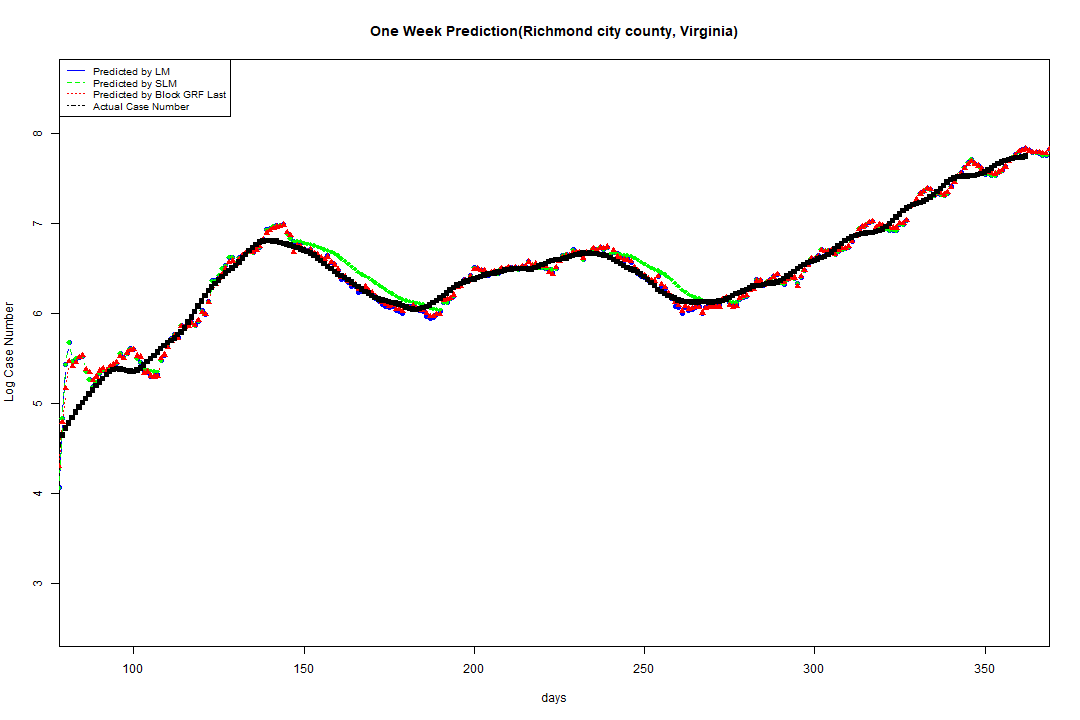 One Week Prediction(Richmond city county, Virginia)
Predicted by LM
Predicted by SLM
Predicted by Block GRF Last
Actual Case Number
8
7
6
5
4
3
Log Case Number
100 150 200 250 300 350
days